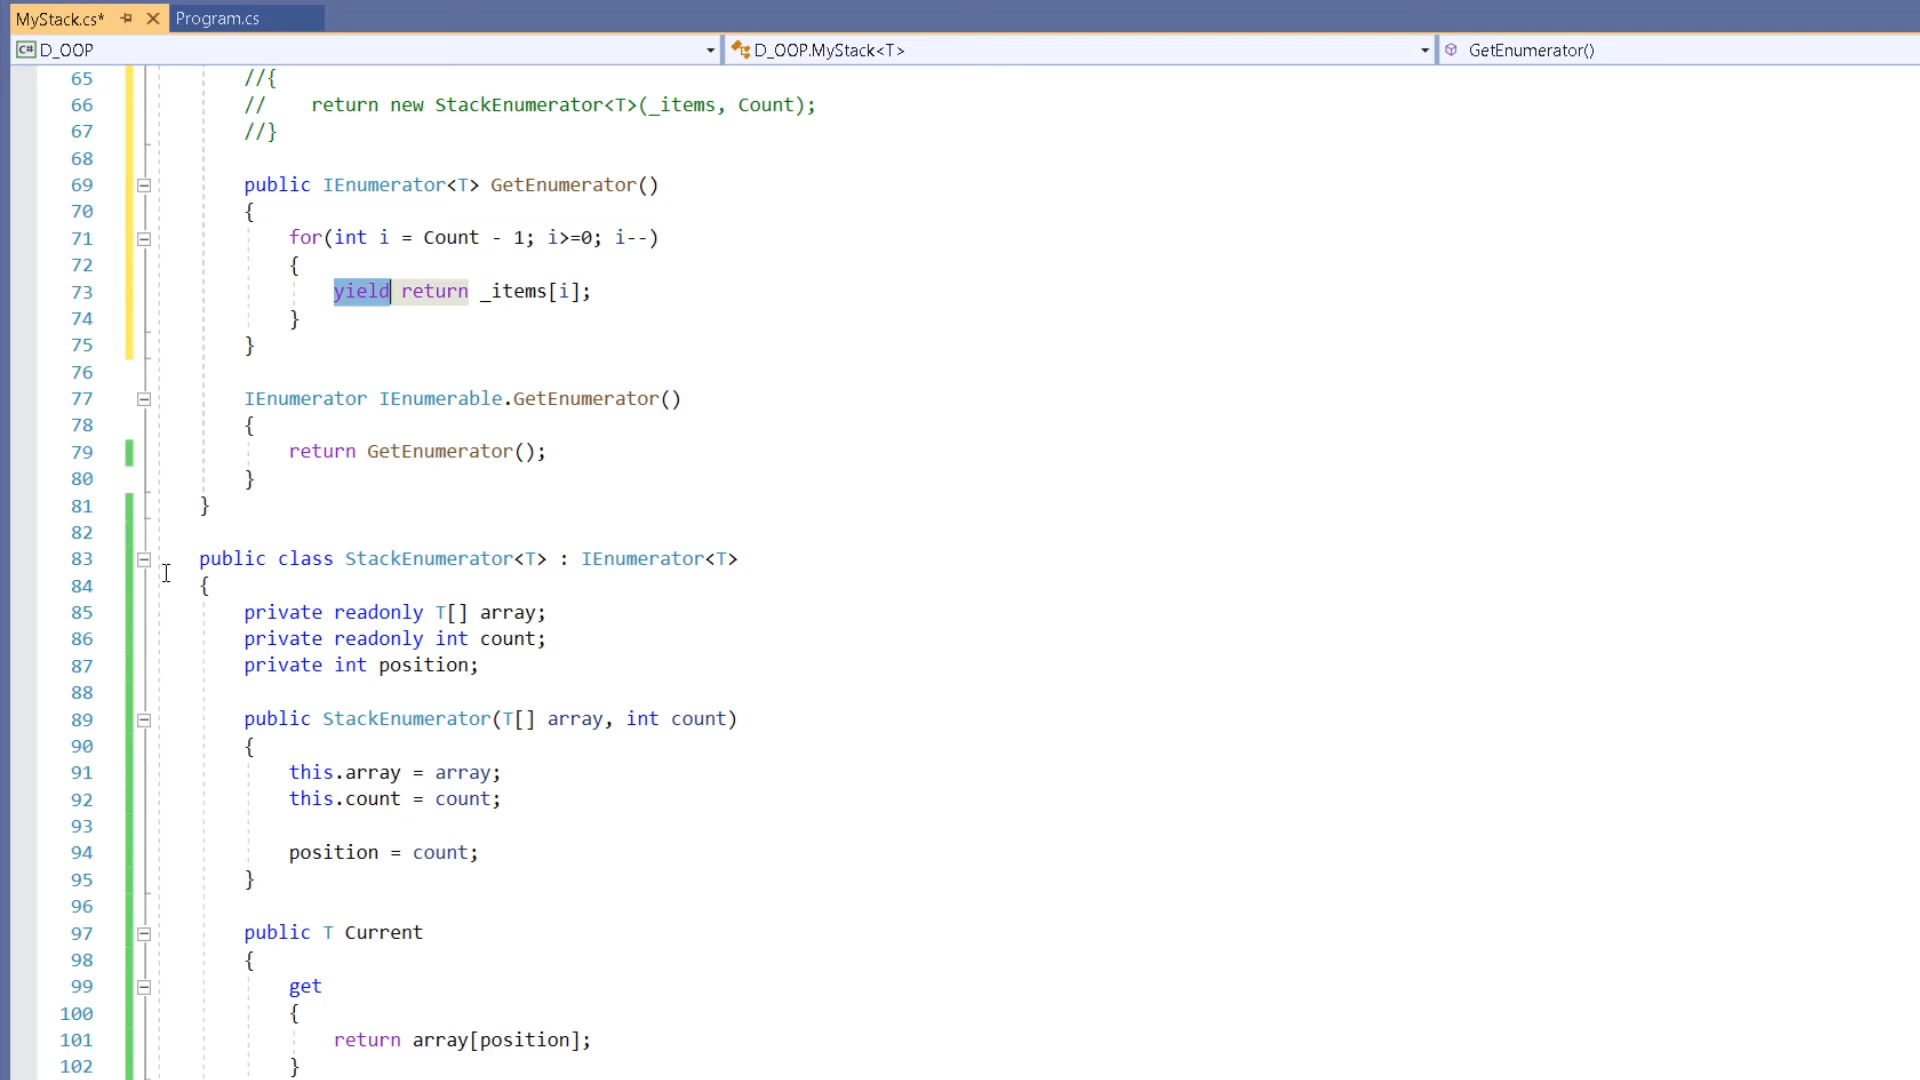 MyStack.cs* Program.cs
C# D_OOP D_OOP.MyStack<T> GetEnumerator()
65 //{
66 //    return new StackEnumerator<T>(_items, Count);
67 //}
68
69 public IEnumerator<T> GetEnumerator()
70 {
71     for(int i = Count - 1; i>=0; i--)
72     {
73         yield return _items[i];
74     }
75 }
76
77 IEnumerator IEnumerable.GetEnumerator()
78 {
79     return GetEnumerator();
80 }
81 }
82
83 public class StackEnumerator<T> : IEnumerator<T>
84 {
85     private readonly T[] array;
86     private readonly int count;
87     private int position;
88
89     public StackEnumerator(T[] array, int count)
90     {
91         this.array = array;
92         this.count = count;
93
94         position = count;
95     }
96
97     public T Current
98     {
99         get
100         {
101             return array[position];
102         }